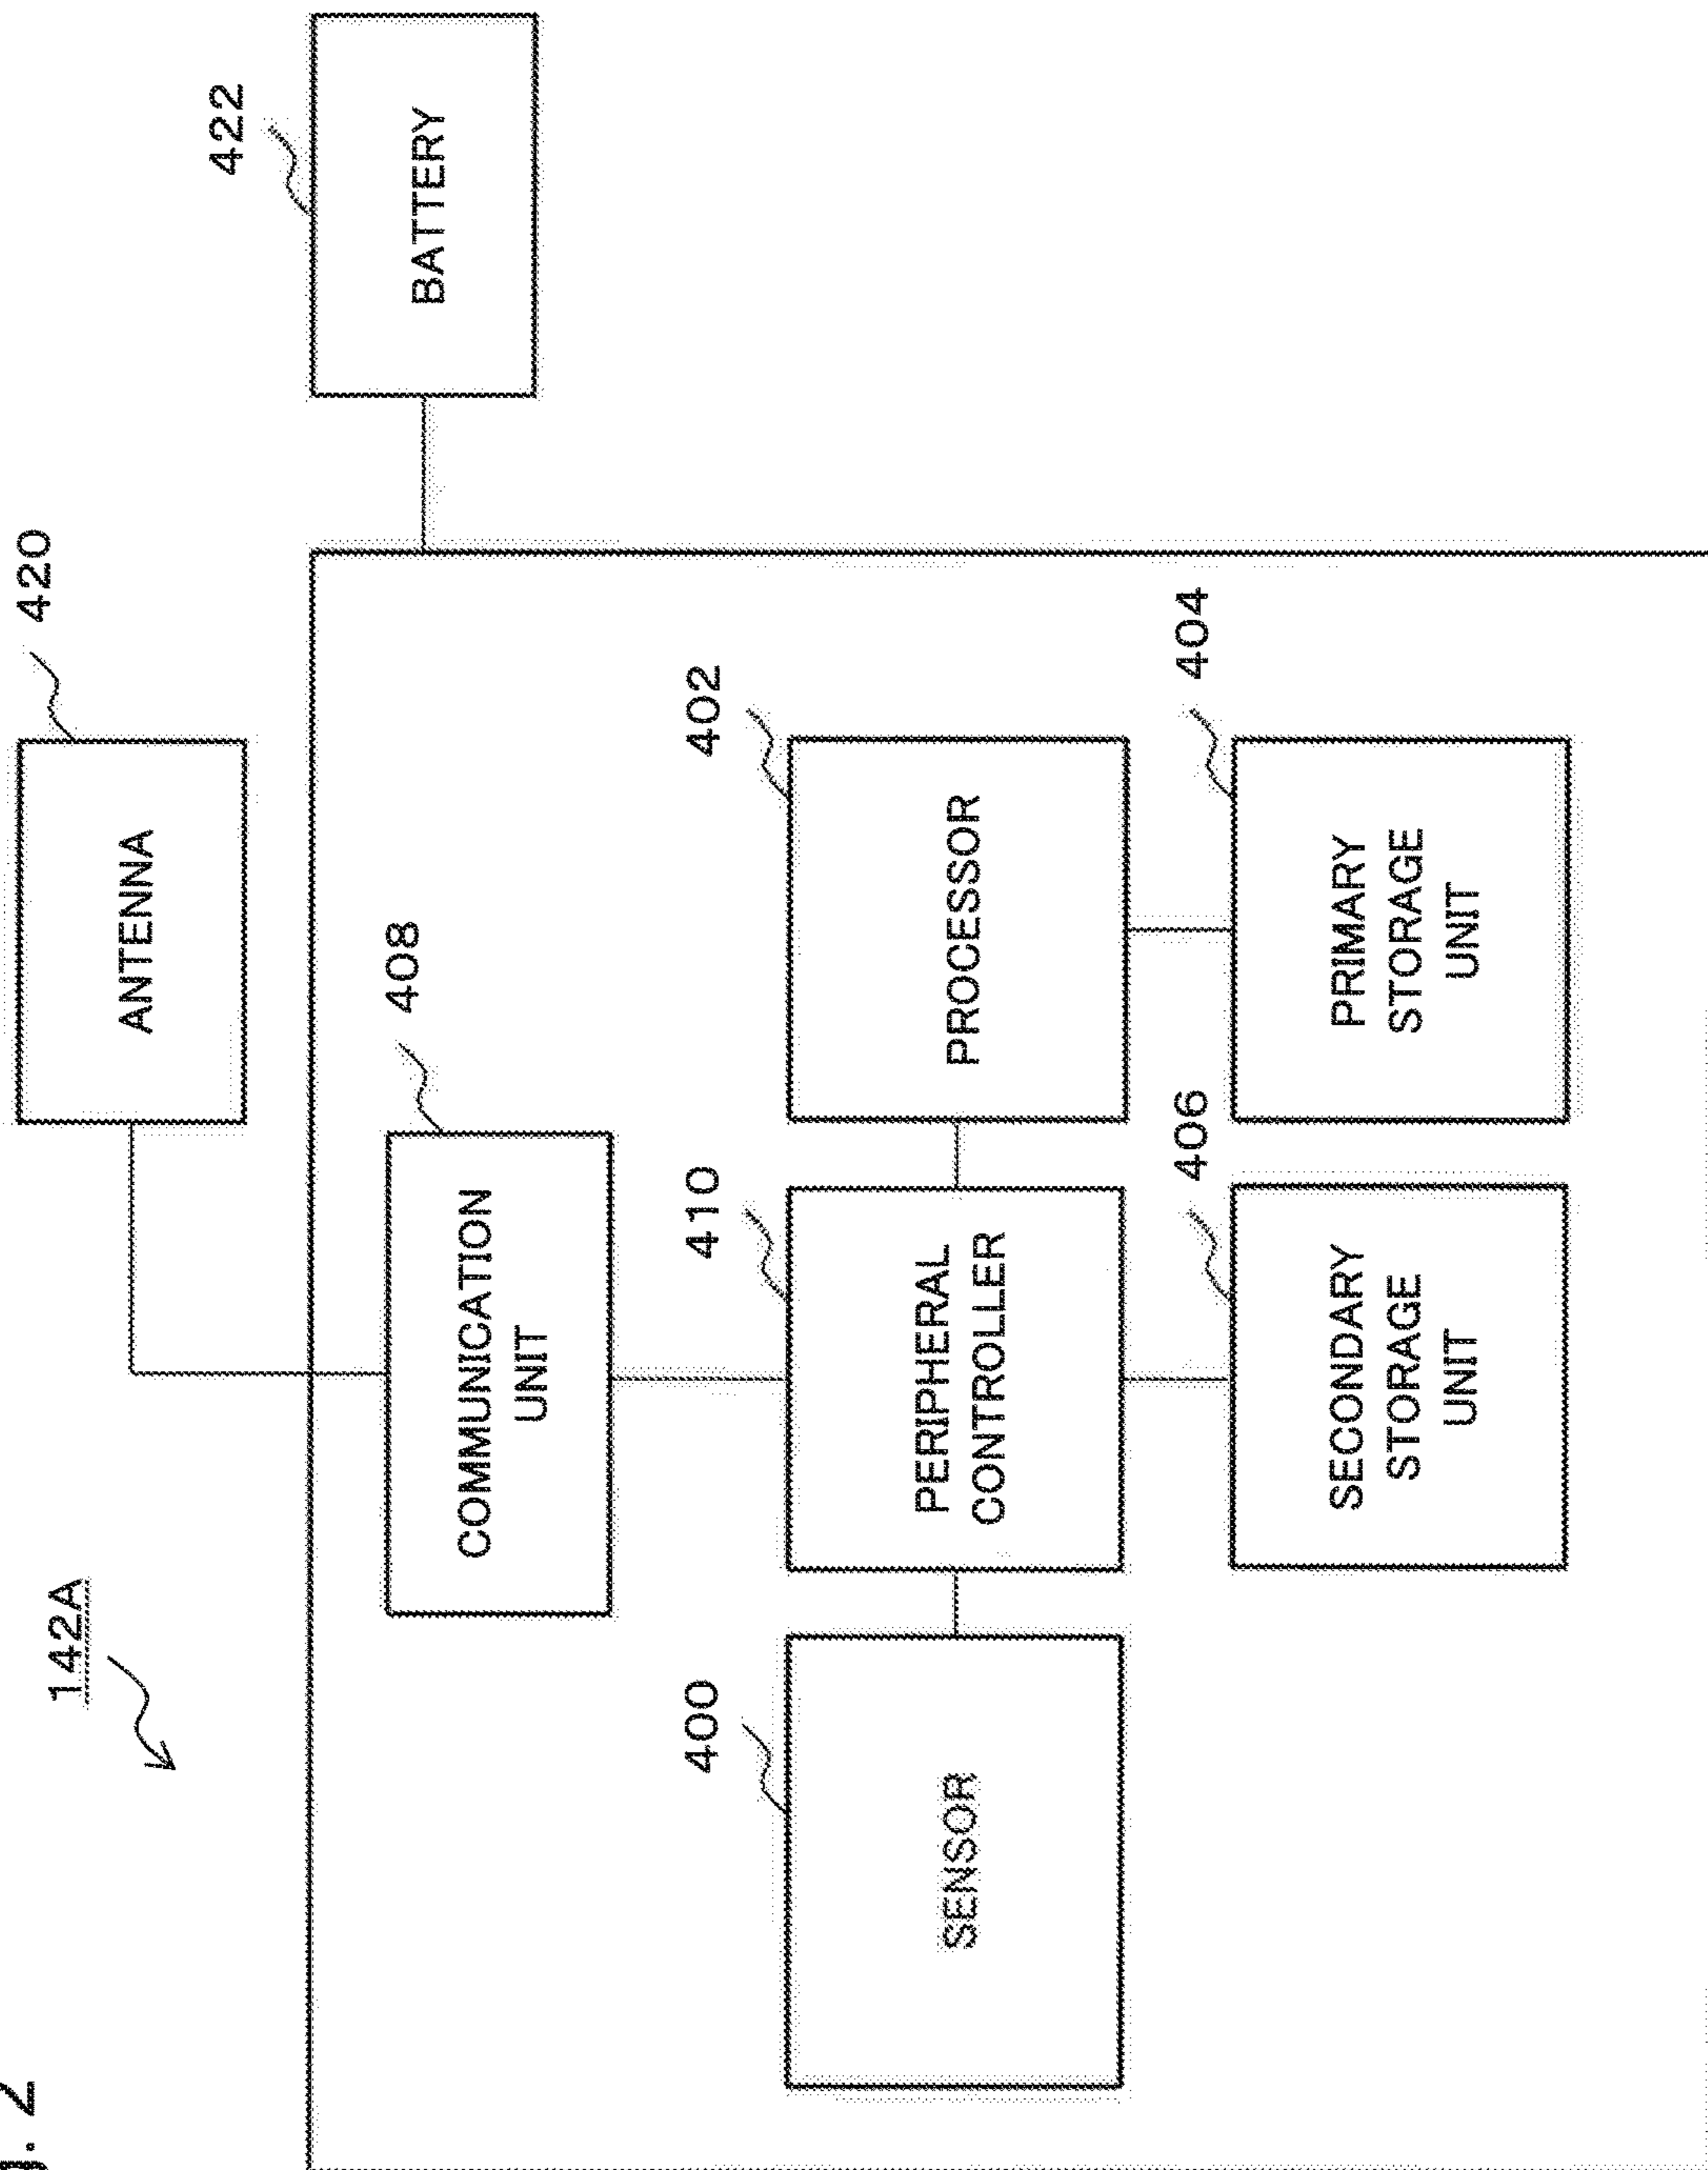 g. 2
142A
420
ANTENNA
422
BATTERY
408
COMMUNICATION
UNIT
400
SENSOR
410
PERIPHERAL
CONTROLLER
402
PROCESSOR
406
SECONDARY
STORAGE
UNIT
404
PRIMARY
STORAGE
UNIT